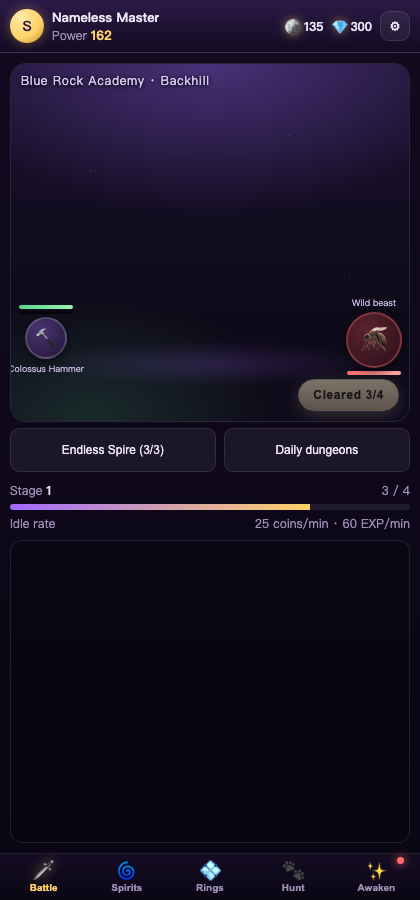 S
Nameless Master
Power 162
135
300
Blue Rock Academy · Backhill
Wild beast
Colossus Hammer
Cleared 3/4
Endless Spire (3/3)
Daily dungeons
Stage 1
3 / 4
Idle rate
25 coins/min · 60 EXP/min
Battle
Spirits
Rings
Hunt
Awaken